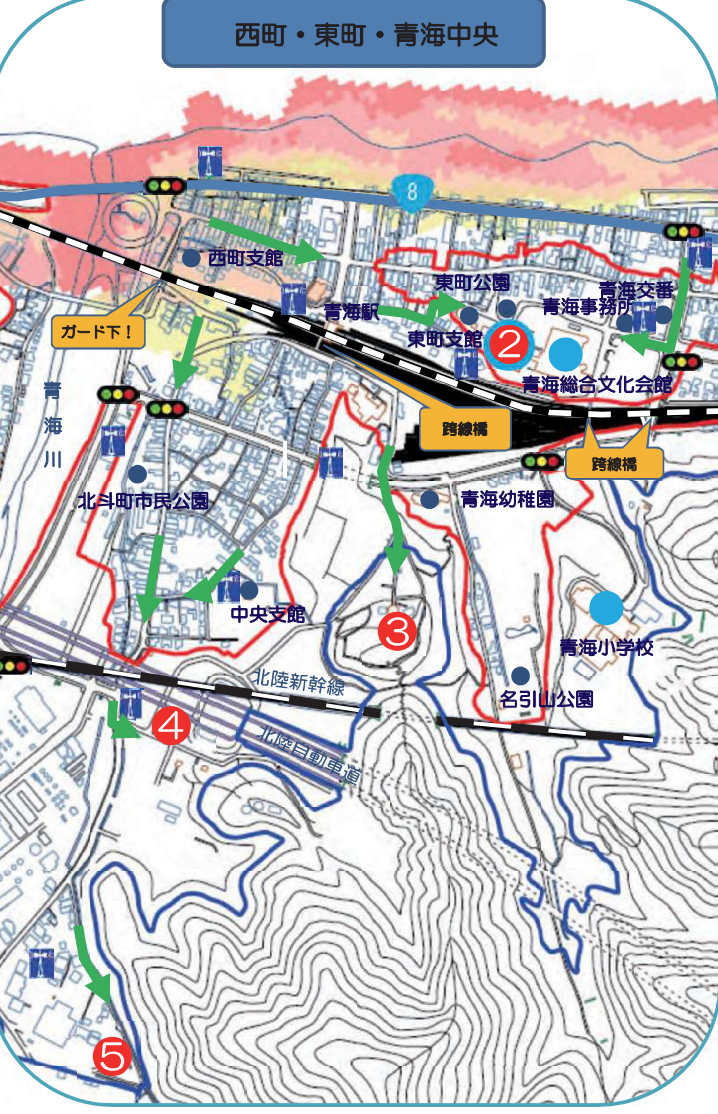 西町・東町・青海中央
8
西町支館
東町公園
青海交番
青海事務所
青海駅
東町支館
2
ガード下！
青海総合文化会館
青海川
跨線橋
跨線橋
北斗町市民公園
青海幼稚園
中央支館
3
青海小学校
北陸新幹線
名引山公園
4
北陸自動車道
5